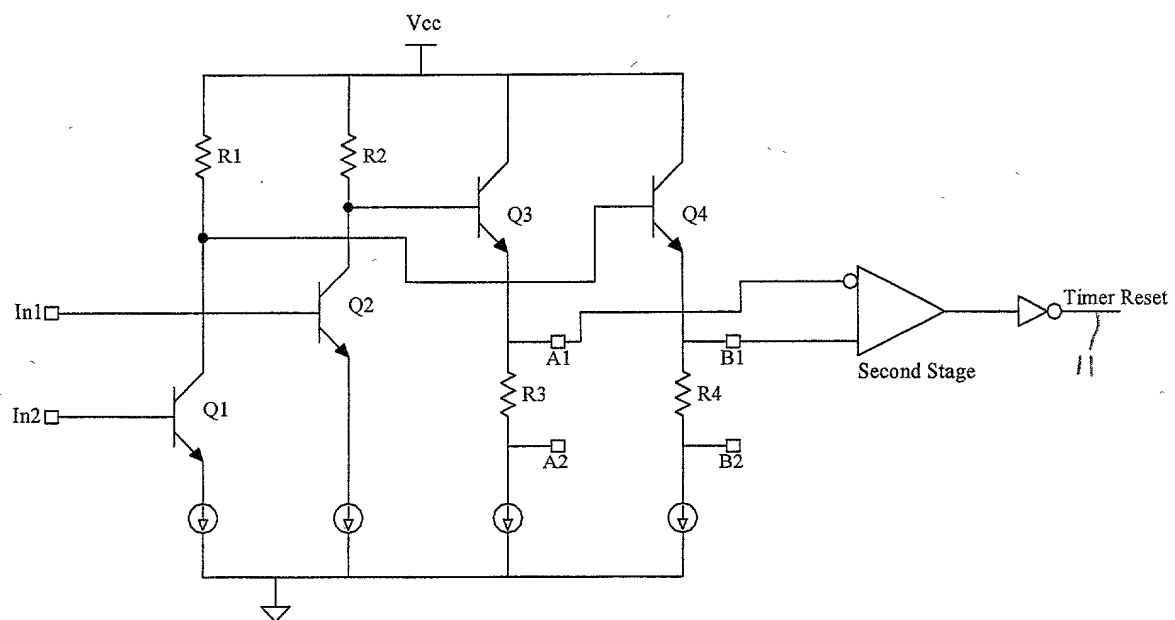 Vcc
R1
R2
Q3
Q4
In1
Q2
Timer Reset
A1
B1
11
Second Stage
R3
R4
In2
Q1
A2
B2